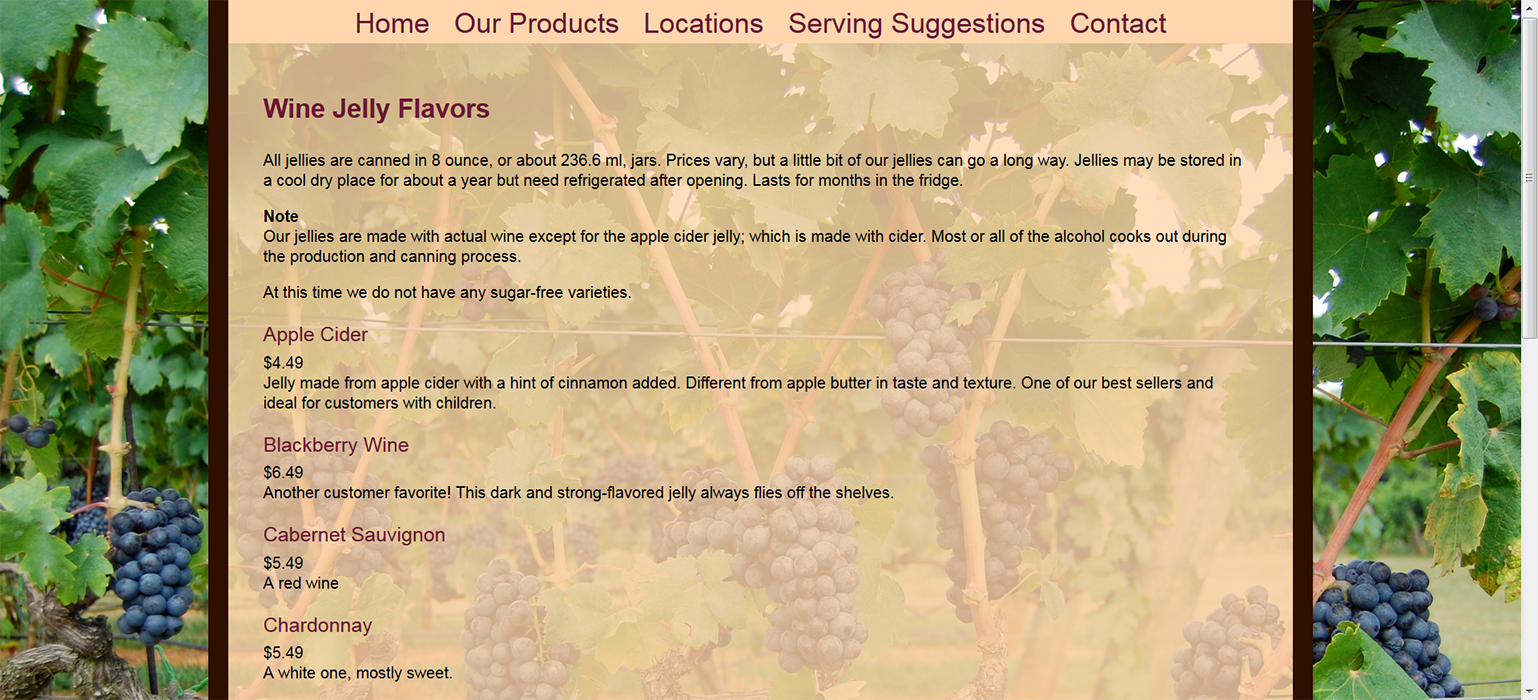 Home Our Products Locations Serving Suggestions Contact
Wine Jelly Flavors
All jellies are canned in 8 ounce, or about 236.6 ml, jars. Prices vary, but a little bit of our jellies can go a long way. Jellies may be stored in
a cool dry place for about a year but need refrigerated after opening. Lasts for months in the fridge.
Note
Our jellies are made with actual wine except for the apple cider jelly; which is made with cider. Most or all of the alcohol cooks out during
the production and canning process.
At this time we do not have any sugar-free varieties.
Apple Cider
$4.49
Jelly made from apple cider with a hint of cinnamon added. Different from apple butter in taste and texture. One of our best sellers and
ideal for customers with children.
Blackberry Wine
$6.49
Another customer favorite! This dark and strong-flavored jelly always flies off the shelves.
Cabernet Sauvignon
$5.49
A red wine
Chardonnay
$5.49
A white one, mostly sweet.